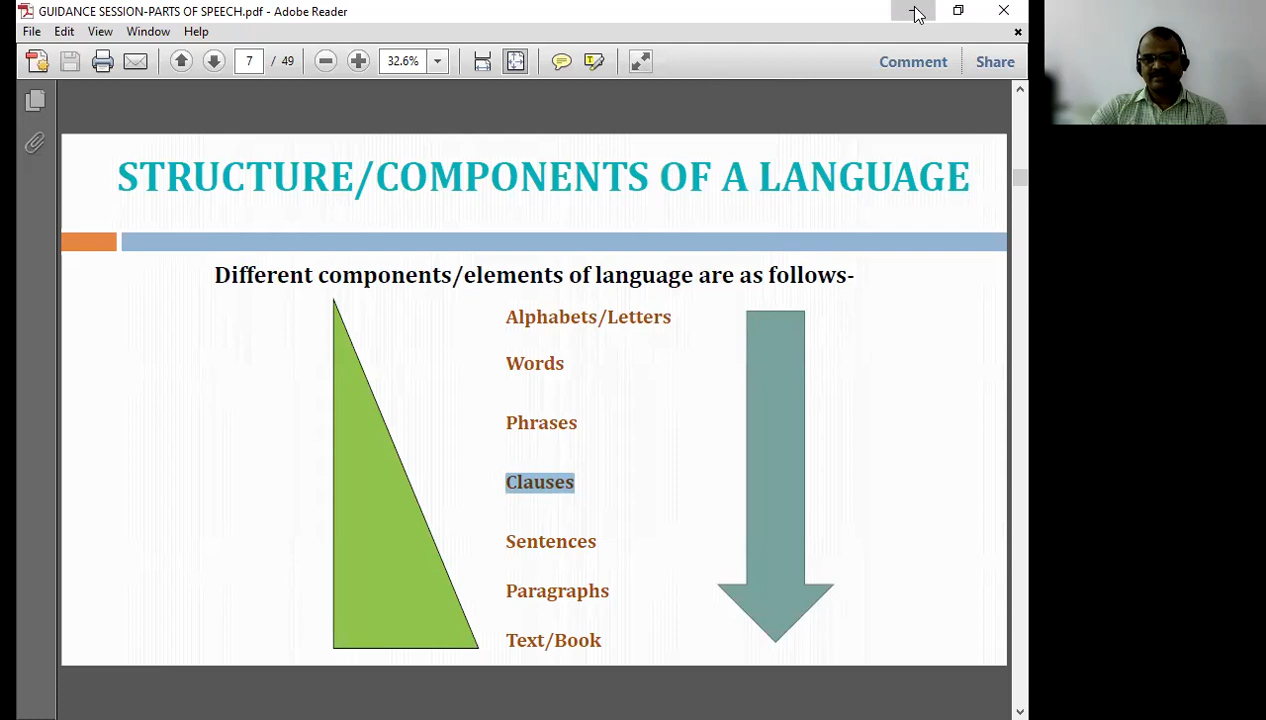 GUIDANCE SESSION-PARTS OF SPEECH.pdf - Adobe Reader
File Edit View Window Help
7 / 49 32.6% Comment Share
STRUCTURE/COMPONENTS OF A LANGUAGE
Different components/elements of language are as follows-
Alphabets/Letters
Words
Phrases
Clauses
Sentences
Paragraphs
Text/Book